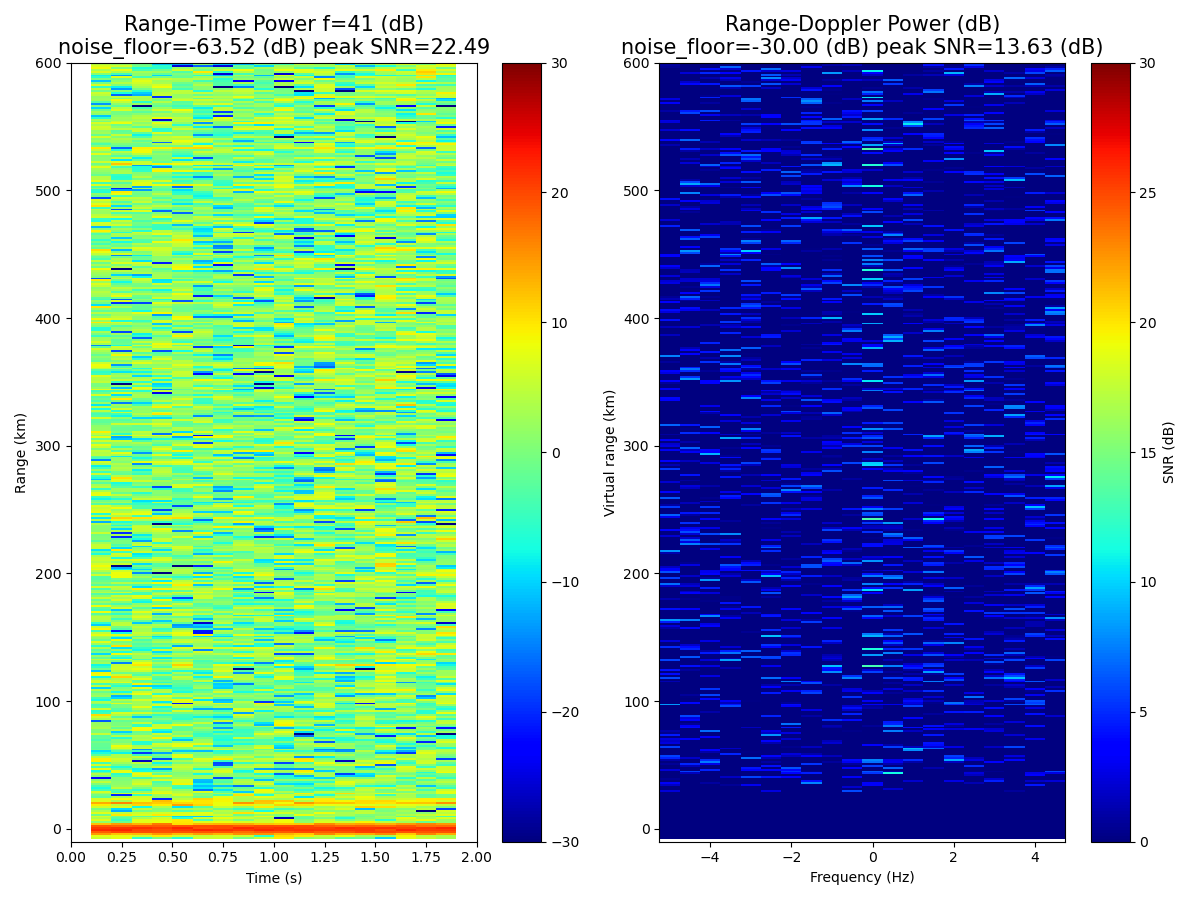 Range-Time Power f=41 (dB)
noise_floor=-63.52 (dB) peak SNR=22.49
Range-Doppler Power (dB)
noise_floor=-30.00 (dB) peak SNR=13.63 (dB)
Range (km)
600
500
400
300
200
100
0
0.00 0.25 0.50 0.75 1.00 1.25 1.50 1.75 2.00
Time (s)
30
20
10
0
−10
−20
−30
Virtual range (km)
600
500
400
300
200
100
0
−4 −2 0 2 4
Frequency (Hz)
30
25
20
15
10
5
0
SNR (dB)